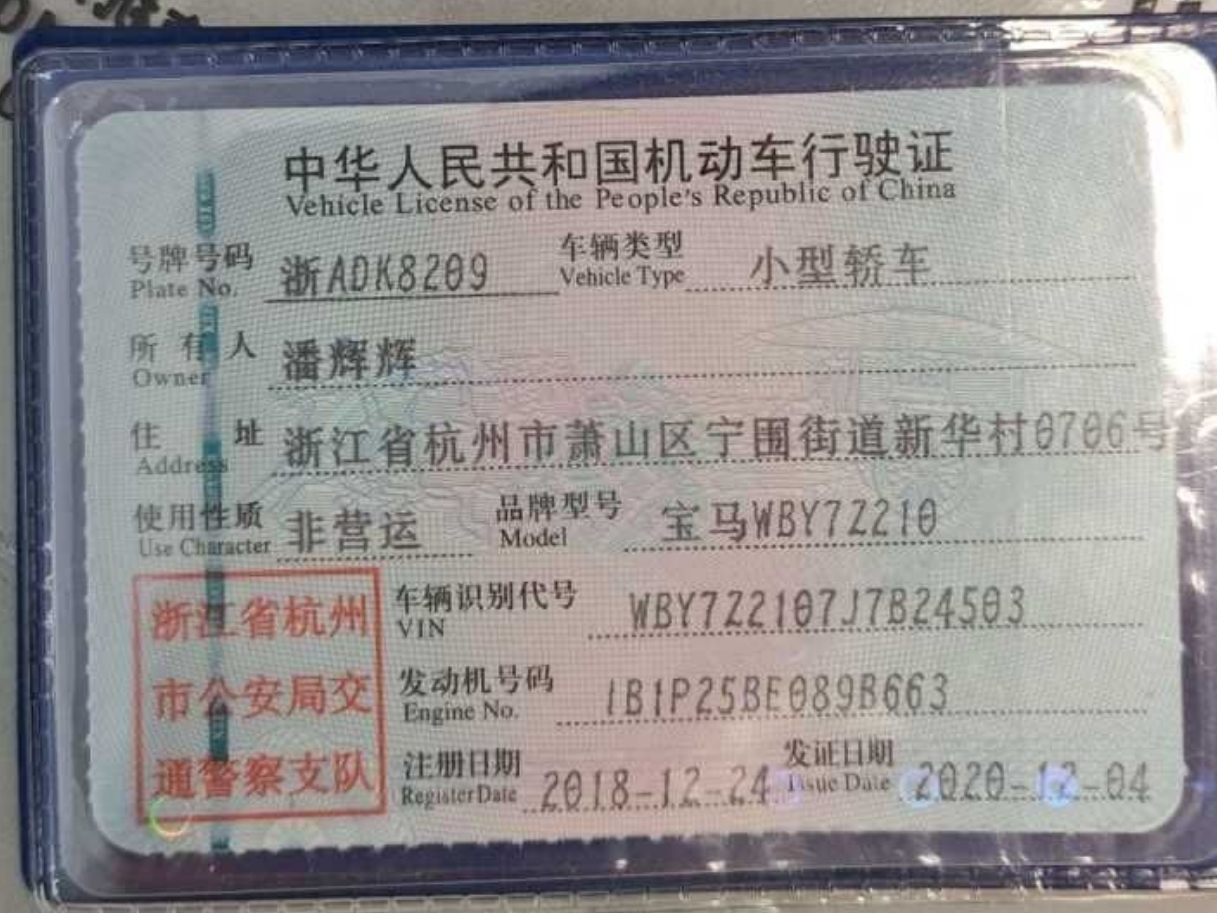 中华人民共和国机动车行驶证
Vehicle License of the People's Republic of China
号牌号码 浙ADK8209 车辆类型 小型轿车
Plate No. Vehicle Type
所有人 潘辉辉
Owner
住址 浙江省杭州市萧山区宁围街道新华村0706号
Address
使用性质 非营运 品牌型号 宝马WBY7Z210
Use Character Model
浙江省杭州
市公安局交
通警察支队
车辆识别代号 WBY7Z2107J7B24503
VIN
发动机号码 IB1P25BE089B663
Engine No.
注册日期 2018-12-24 发证日期 2020-12-04
Register Date Issue Date